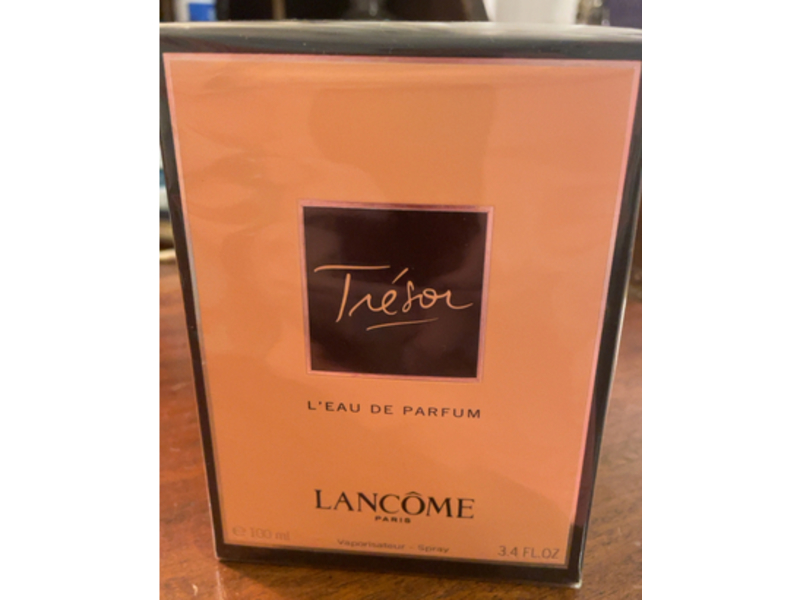 Trésor
L'EAU DE PARFUM
LANCÔME
PARIS
e 100 ml
Vaporisateur - Spray
3.4 FL.OZ